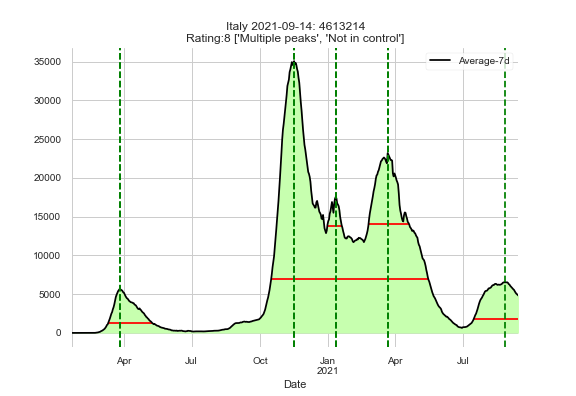 Italy 2021-09-14: 4613214
Rating:8 ['Multiple peaks', 'Not in control']
Average-7d
35000
30000
25000
20000
15000
10000
5000
0
Apr Jul Oct Jan Apr Jul
2021
Date